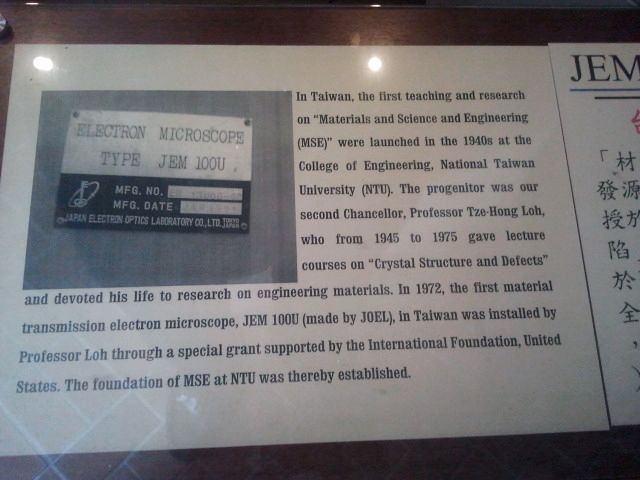 ELECTRON MICROSCOPE
TYPE JEM 100U
MFG. NO.
MFG. DATE
JAPAN ELECTRON OPTICS LABORATORY CO., LTD. TOKYO JAPAN
In Taiwan, the first teaching and research
on “Materials and Science and Engineering
(MSE)” were launched in the 1940s at the
College of Engineering, National Taiwan
University (NTU). The progenitor was our
second Chancellor, Professor Tze-Hong Loh,
who from 1945 to 1975 gave lecture
courses on “Crystal Structure and Defects”
and devoted his life to research on engineering materials. In 1972, the first material
transmission electron microscope, JEM 100U (made by JOEL), in Taiwan was installed by
Professor Loh through a special grant supported by the International Foundation, United
States. The foundation of MSE at NTU was thereby established.
JEM
「材
發源
授於
陷
於
全
，